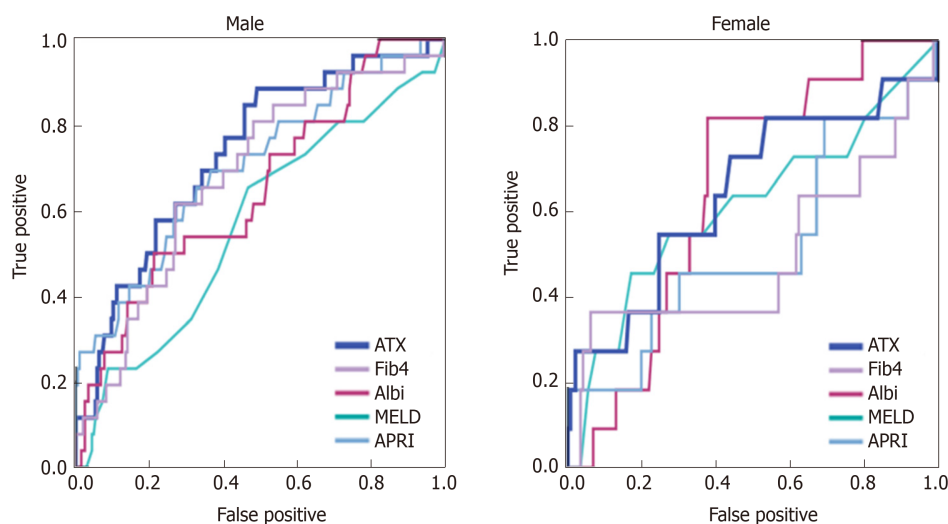 Male
1.0
0.8
0.6
0.4
0.2
0.0
True positive
0.0 0.2 0.4 0.6 0.8 1.0
False positive
ATX
Fib4
Albi
MELD
APRI
Female
1.0
0.8
0.6
0.4
0.2
0.0
True positive
0.0 0.2 0.4 0.6 0.8 1.0
False positive
ATX
Fib4
Albi
MELD
APRI